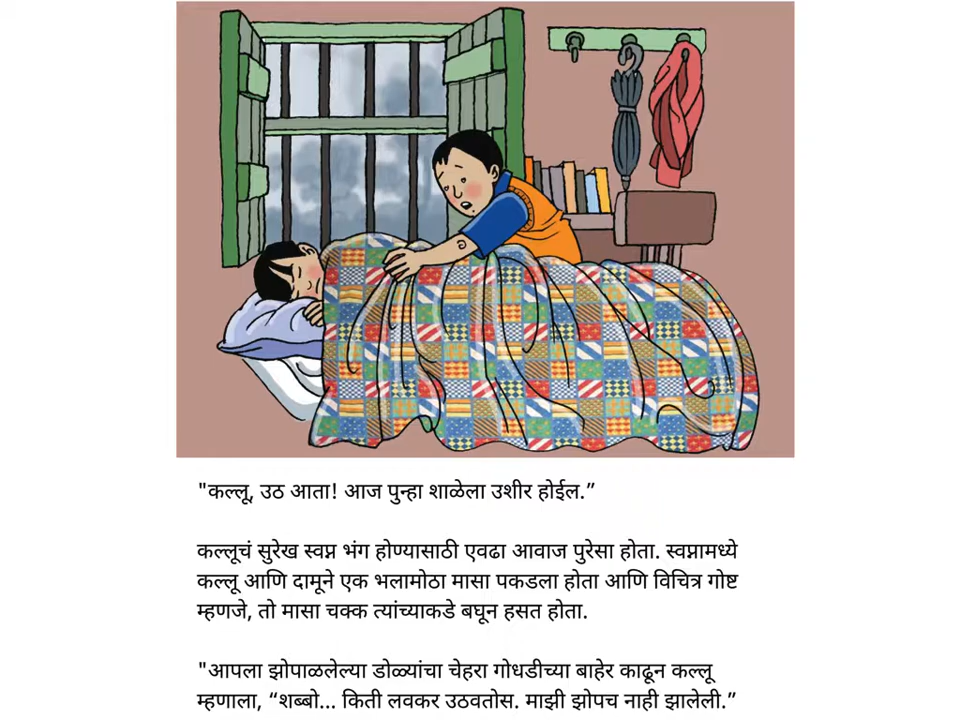 "कल्लू, उठ आता! आज पुन्हा शाळेला उशीर होईल.”
कल्लूचं सुरेख स्वप्न भंग होण्यासाठी एवढा आवाज पुरेसा होता. स्वप्नामध्ये
कल्लू आणि दामूने एक भलामोठा मासा पकडला होता आणि विचित्र गोष्ट
म्हणजे, तो मासा चक्क त्यांच्याकडे बघून हसत होता.
"आपला झोपाळलेल्या डोळ्यांचा चेहरा गोधडीच्या बाहेर काढून कल्लू
म्हणाला, “शब्बो... किती लवकर उठवतोस. माझी झोपच नाही झालेली.”